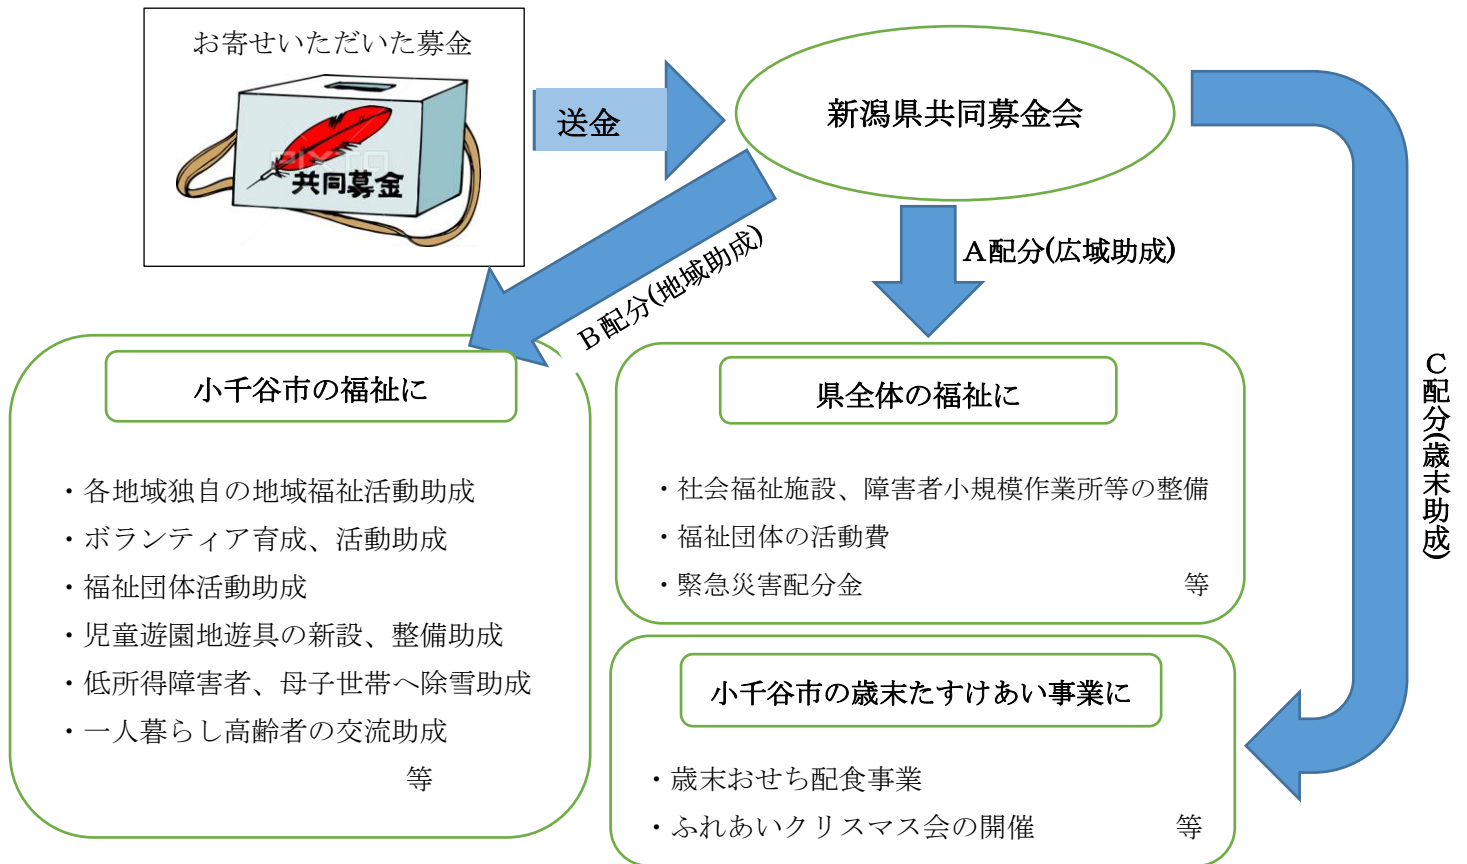 お寄せいただいた募金
共同募金
送金
新潟県共同募金会
B配分(地域助成)
A配分(広域助成)
C配分(歳末助成)
小千谷市の福祉に
・各地域独自の地域福祉活動助成
・ボランティア育成、活動助成
・福祉団体活動助成
・児童遊園地遊具の新設、整備助成
・低所得障害者、母子世帯へ除雪助成
・一人暮らし高齢者の交流助成
等
県全体の福祉に
・社会福祉施設、障害者小規模作業所等の整備
・福祉団体の活動費
・緊急災害配分金 等
小千谷市の歳末たすけあい事業に
・歳末おせち配食事業
・ふれあいクリスマス会の開催 等